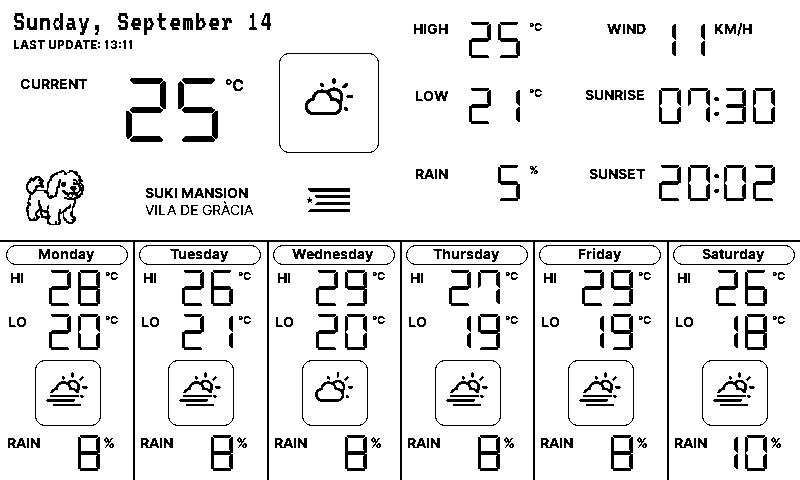 Sunday, September 14
LAST UPDATE: 13:11
CURRENT 25 °C
HIGH 25 °C
LOW 21 °C
RAIN 5 %
WIND 11 KM/H
SUNRISE 07:30
SUNSET 20:02
SUKI MANSION
VILA DE GRÀCIA
Monday
HI 28 °C
LO 20 °C
RAIN 8 %
Tuesday
HI 26 °C
LO 21 °C
RAIN 8 %
Wednesday
HI 29 °C
LO 20 °C
RAIN 8 %
Thursday
HI 27 °C
LO 19 °C
RAIN 8 %
Friday
HI 29 °C
LO 19 °C
RAIN 8 %
Saturday
HI 26 °C
LO 18 °C
RAIN 10 %